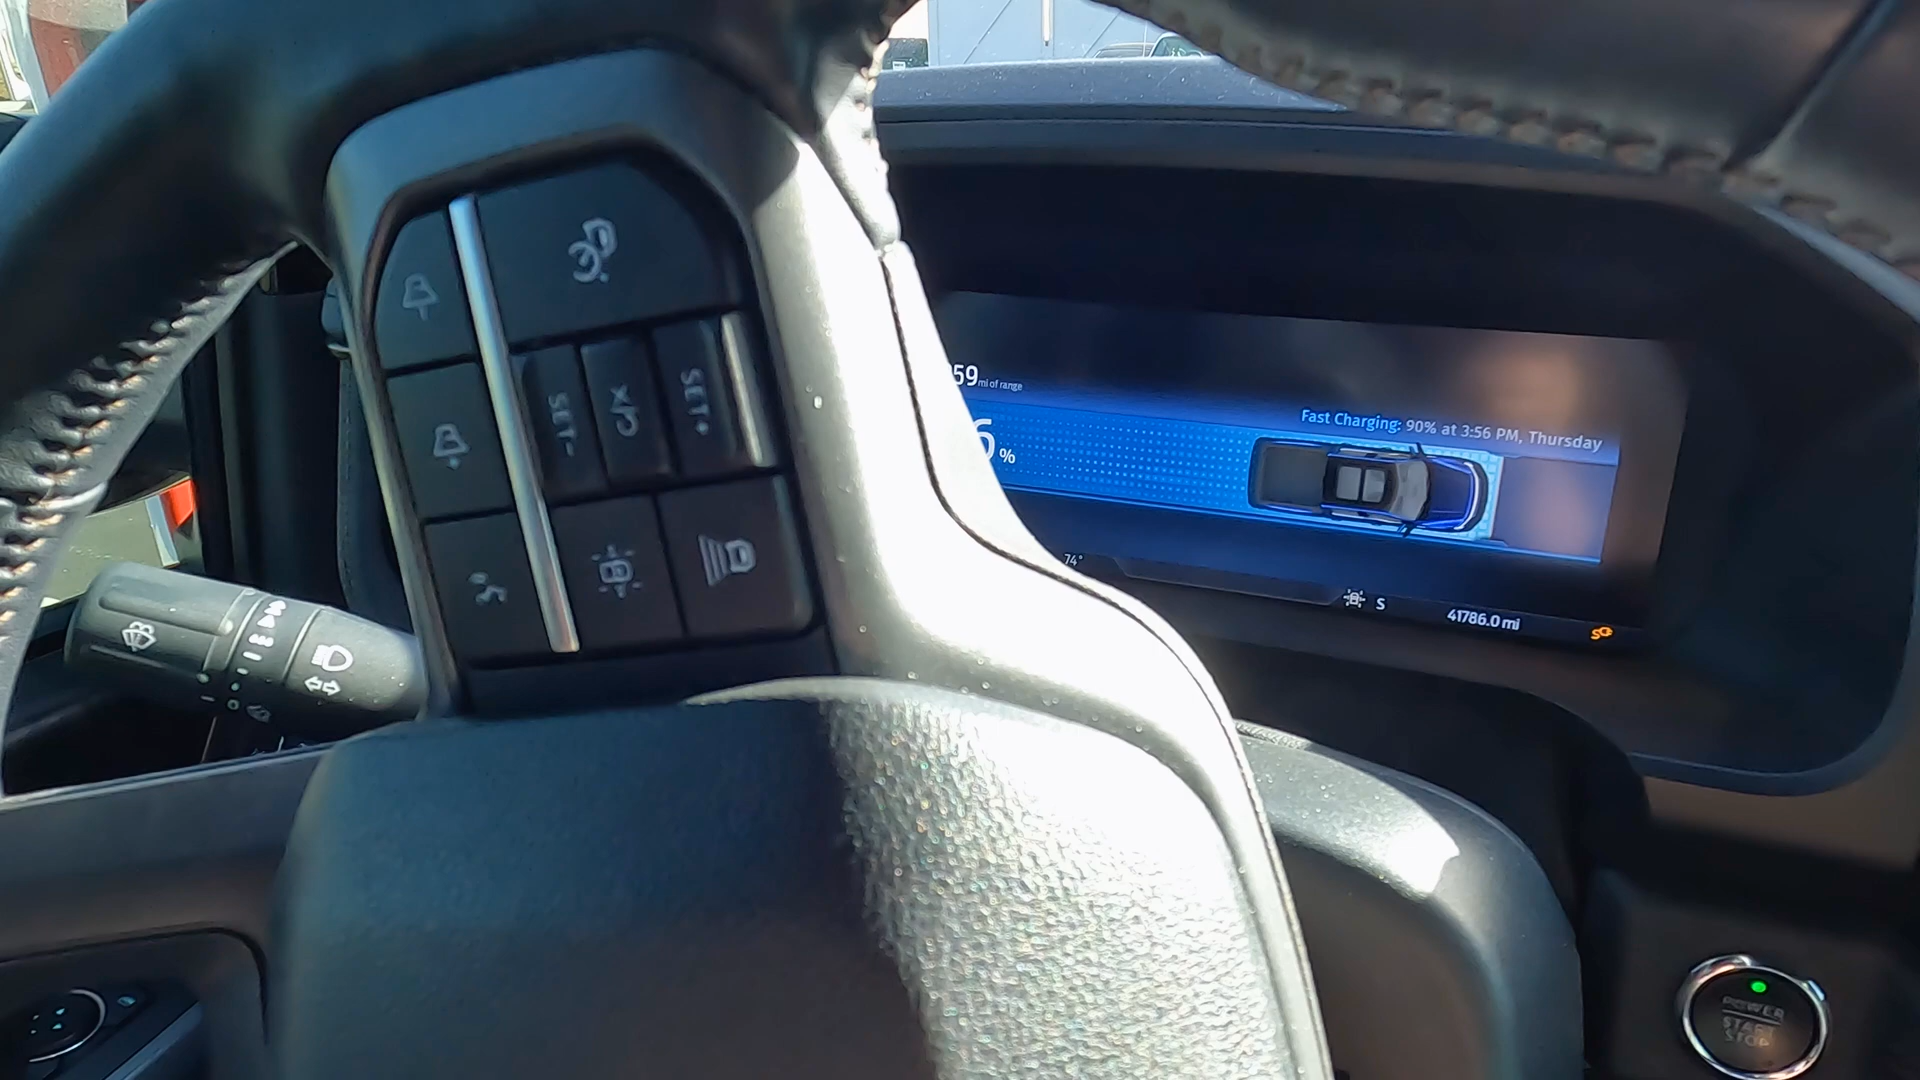 SET-
SET+
59 mi of range
6 %
Fast Charging: 90% at 3:56 PM, Thursday
74°
S
41786.0 mi
POWER
START
STOP